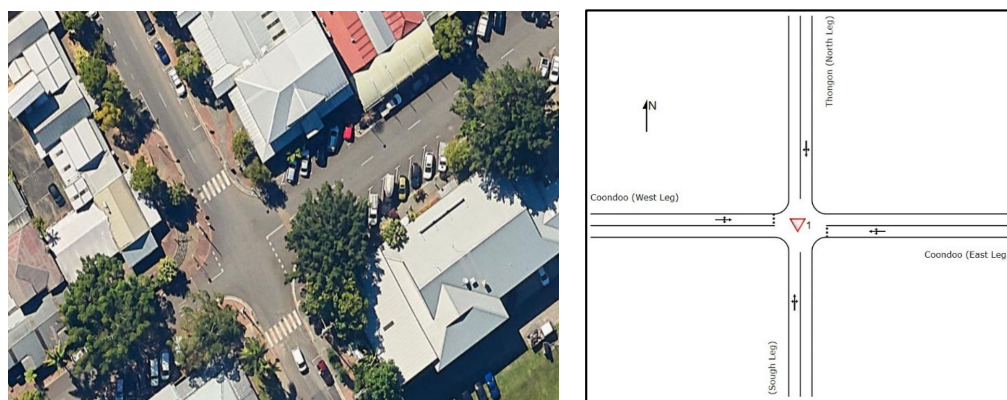 Thongon (North Leg)
N
Coondoo (West Leg)
1
Coondoo (East Leg
(Sough Leg)